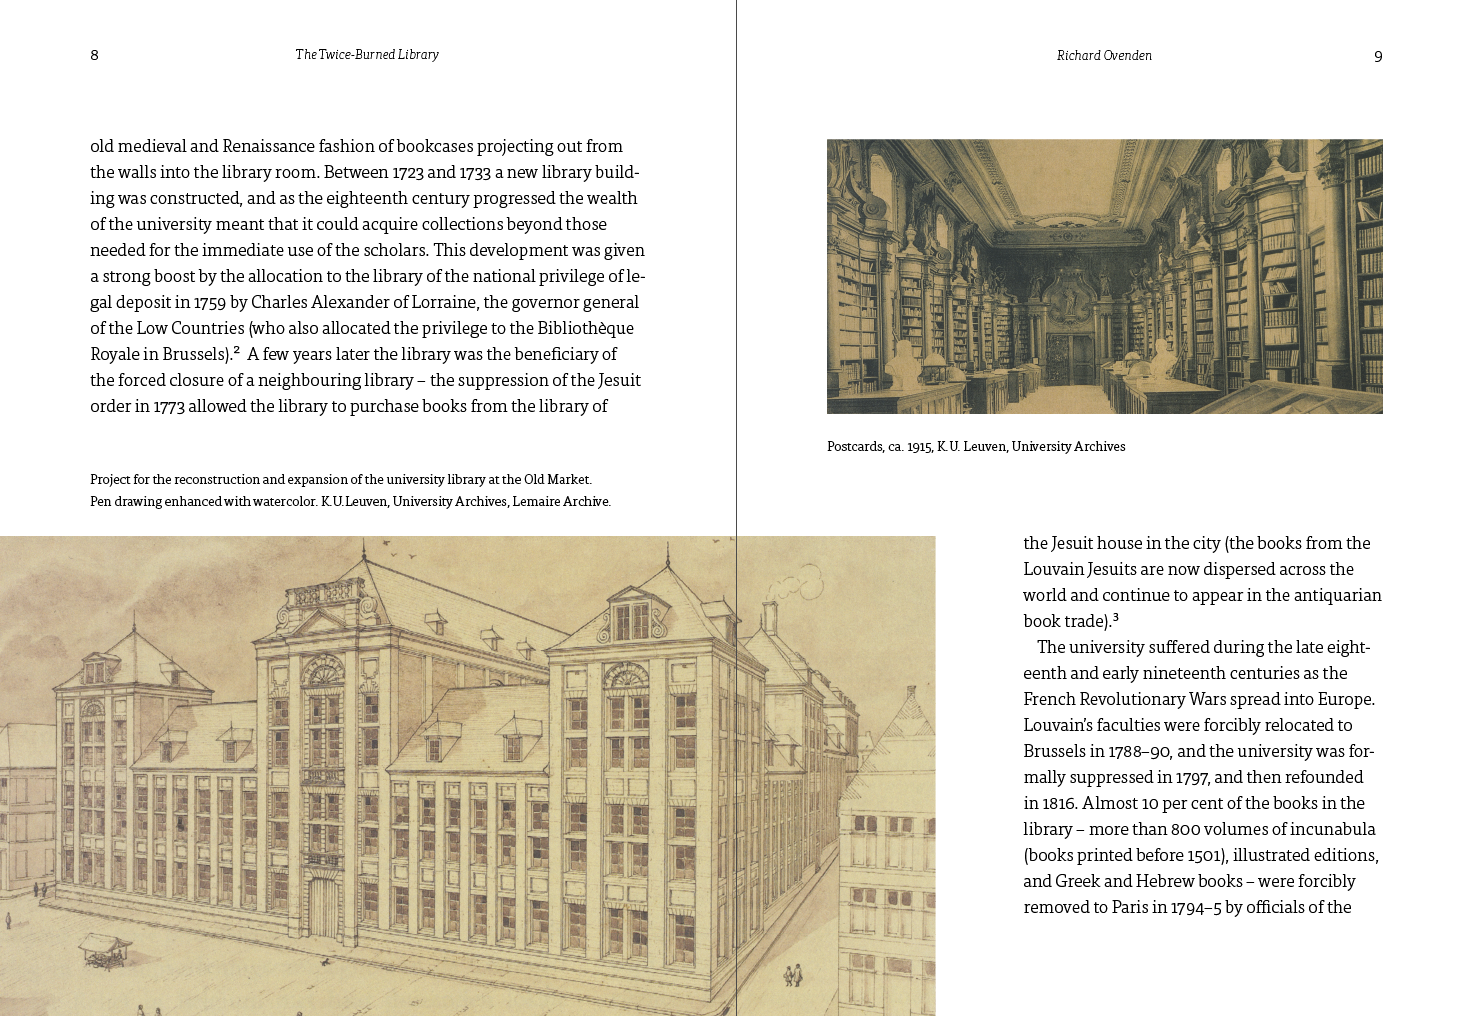 8
The Twice-Burned Library
old medieval and Renaissance fashion of bookcases projecting out from
the walls into the library room. Between 1723 and 1733 a new library build-
ing was constructed, and as the eighteenth century progressed the wealth
of the university meant that it could acquire collections beyond those
needed for the immediate use of the scholars. This development was given
a strong boost by the allocation to the library of the national privilege of le-
gal deposit in 1759 by Charles Alexander of Lorraine, the governor general
of the Low Countries (who also allocated the privilege to the Bibliothèque
Royale in Brussels).² A few years later the library was the beneficiary of
the forced closure of a neighbouring library – the suppression of the Jesuit
order in 1773 allowed the library to purchase books from the library of
Project for the reconstruction and expansion of the university library at the Old Market.
Pen drawing enhanced with watercolor. K.U.Leuven, University Archives, Lemaire Archive.
Richard Ovenden
9
Postcards, ca. 1915, K.U. Leuven, University Archives
the Jesuit house in the city (the books from the
Louvain Jesuits are now dispersed across the
world and continue to appear in the antiquarian
book trade).³
The university suffered during the late eight-
eenth and early nineteenth centuries as the
French Revolutionary Wars spread into Europe.
Louvain's faculties were forcibly relocated to
Brussels in 1788–90, and the university was for-
mally suppressed in 1797, and then refounded
in 1816. Almost 10 per cent of the books in the
library – more than 800 volumes of incunabula
(books printed before 1501), illustrated editions,
and Greek and Hebrew books – were forcibly
removed to Paris in 1794–5 by officials of the